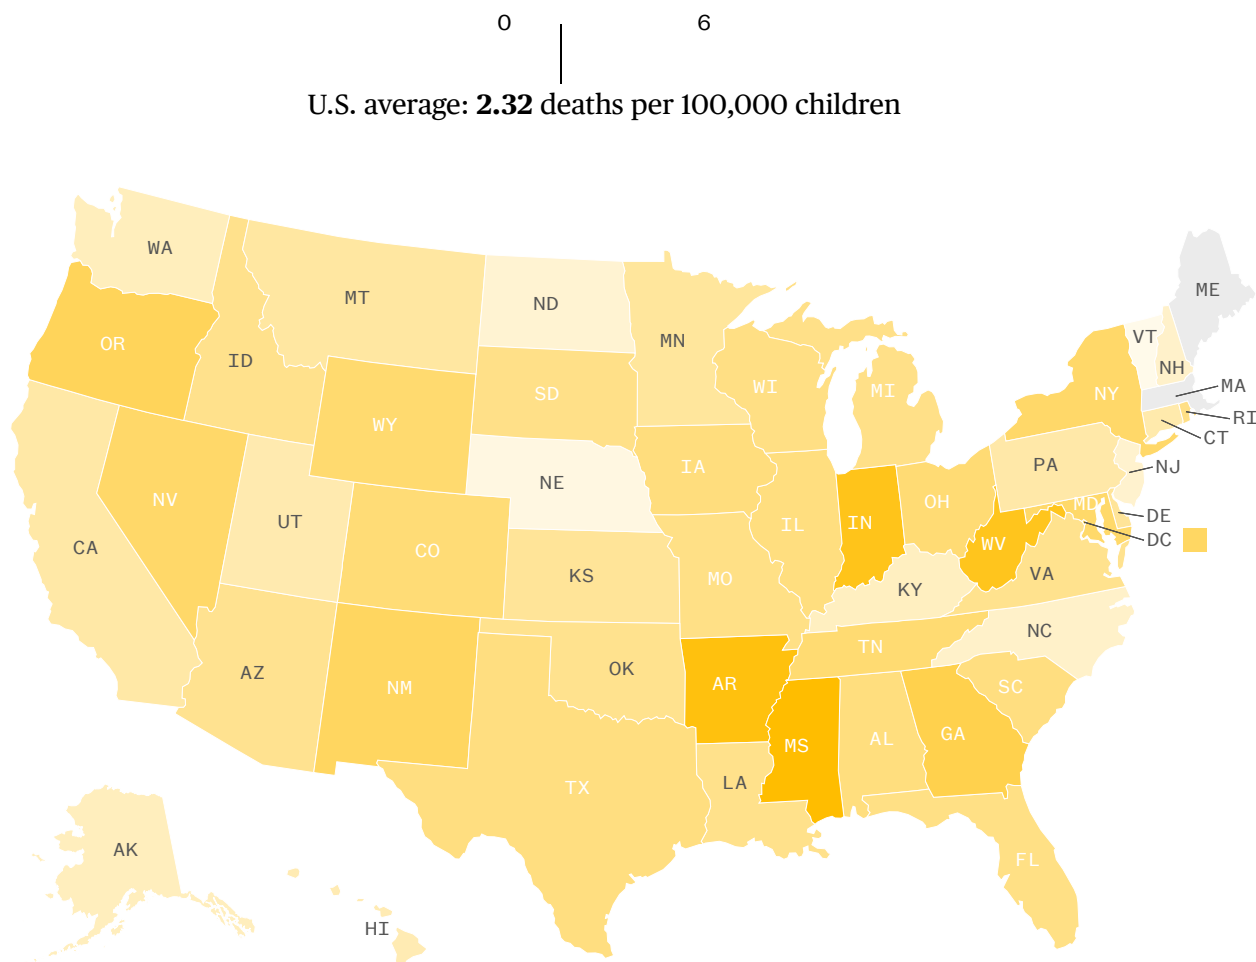 0 6
U.S. average: 2.32 deaths per 100,000 children
WA
ME
MT
ND
VT
OR
MN
ID
NH
WI
MI
MA
SD
NY
RI
WY
CT
IA
PA
NJ
NE
NV
OH
MD
UT
IL
IN
DE
DC
CA
CO
WV
KS
MO
VA
KY
NC
TN
AZ
OK
NM
AR
SC
GA
AL
MS
LA
TX
AK
FL
HI